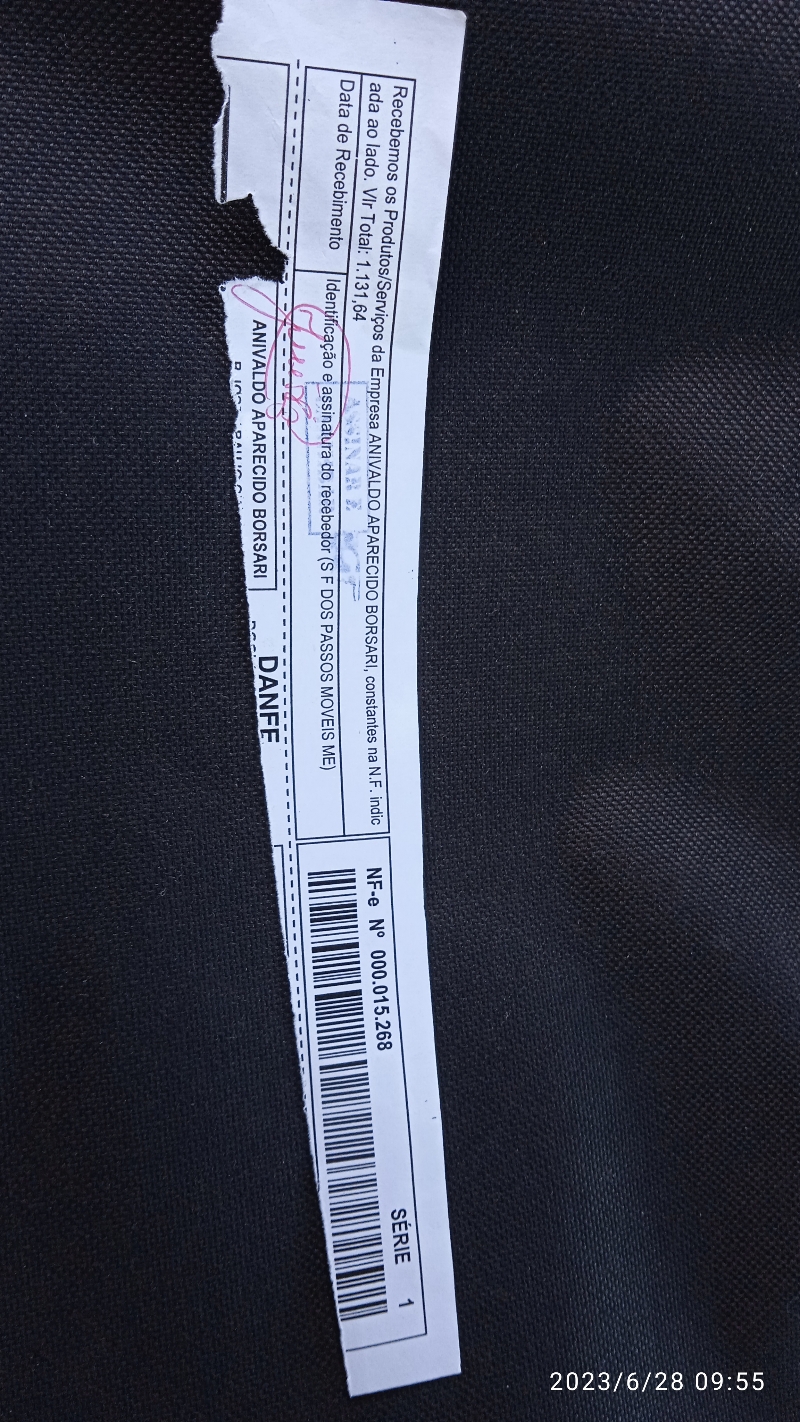 Recebemos os Produtos/Serviços da Empresa ANIVALDO APARECIDO BORSARI, constantes na N.F. indic
ada ao lado. Vlr Total: 1.131,64
Data de Recebimento
Identificação e assinatura do recebedor (S F DOS PASSOS MOVEIS ME)
NF-e Nº 000.015.268
SÉRIE 1
ANIVALDO APARECIDO BORSARI
DANFE
2023/6/28 09:55